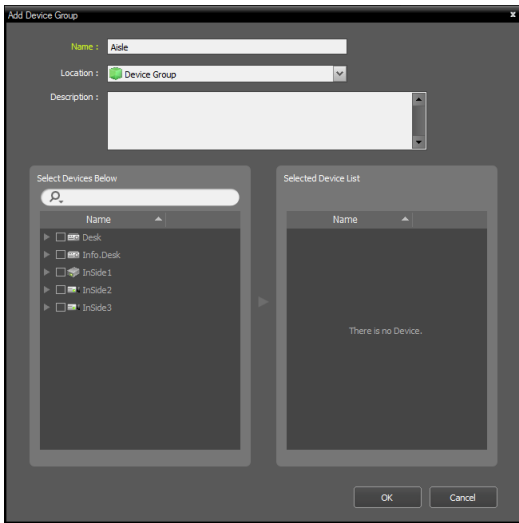 Add Device Group
Name : Aisle
Location : Device Group
Description :
Select Devices Below
Name
Desk
Info.Desk
InSide1
InSide2
InSide3
Selected Device List
Name
There is no Device.
OK Cancel